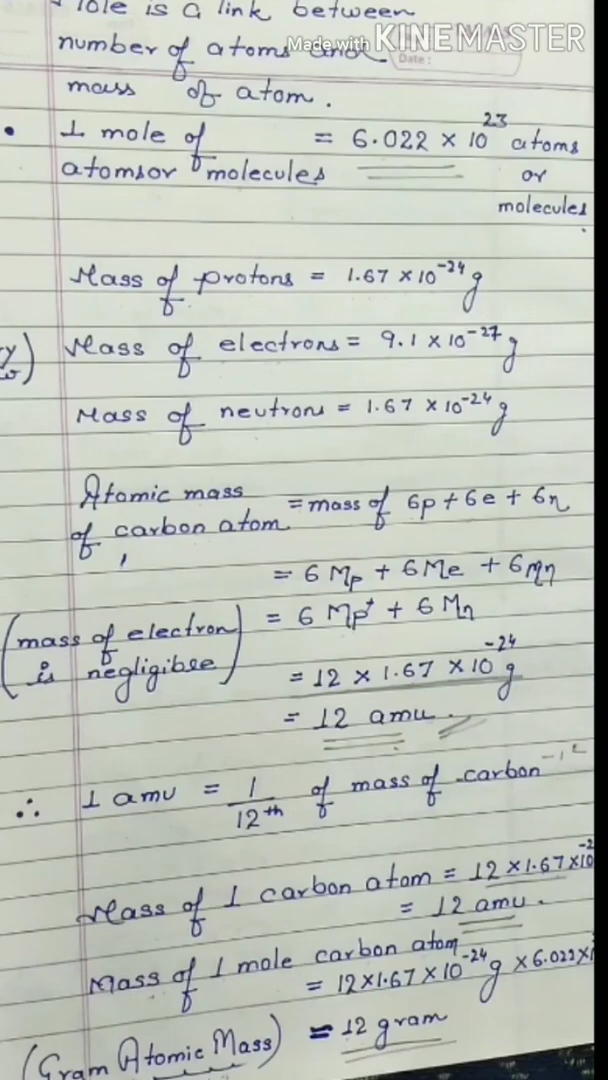 Mole is a link between
number of atoms and
Made with KINEMASTER
Date :
mass of atom.
• 1 mole of = 6.022 × 10²³ atoms
atoms or molecules or
molecules.
Mass of protons = 1.67 × 10⁻²⁴ g
Mass of electrons = 9.1 × 10⁻²⁷ g
Mass of neutrons = 1.67 × 10⁻²⁴ g
Atomic mass = mass of 6p + 6e + 6n
of carbon atom,
= 6 Mp + 6 Me + 6 Mn
(mass of electron = 6 Mp + 6 Mn
is negligibse)
= 12 × 1.67 × 10⁻²⁴ g
= 12 amu.
∴ 1 amu = 1/12th of mass of carbon-12
Mass of 1 carbon atom = 12 × 1.67 × 10
= 12 amu.
Mass of 1 mole carbon atom
= 12 × 1.67 × 10⁻²⁴ g × 6.022 ×
(Gram Atomic Mass) = 12 gram